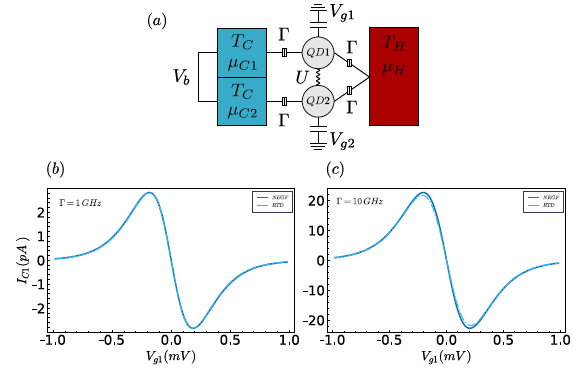 (a)
V_{g1}
T_C
Γ
QD1
Γ
T_H
μ_{C1}
μ_H
V_b
U
T_C
μ_{C2}
Γ
QD2
Γ
V_{g2}
(b)
(c)
Γ = 1 GHz
NEGF
RTD
Γ = 10 GHz
NEGF
RTD
I_{C1}(pA)
2
1
0
-1
-2
20
10
0
-10
-20
-1.0 -0.5 0.0 0.5 1.0
-1.0 -0.5 0.0 0.5 1.0
V_{g1}(mV)
V_{g1}(mV)